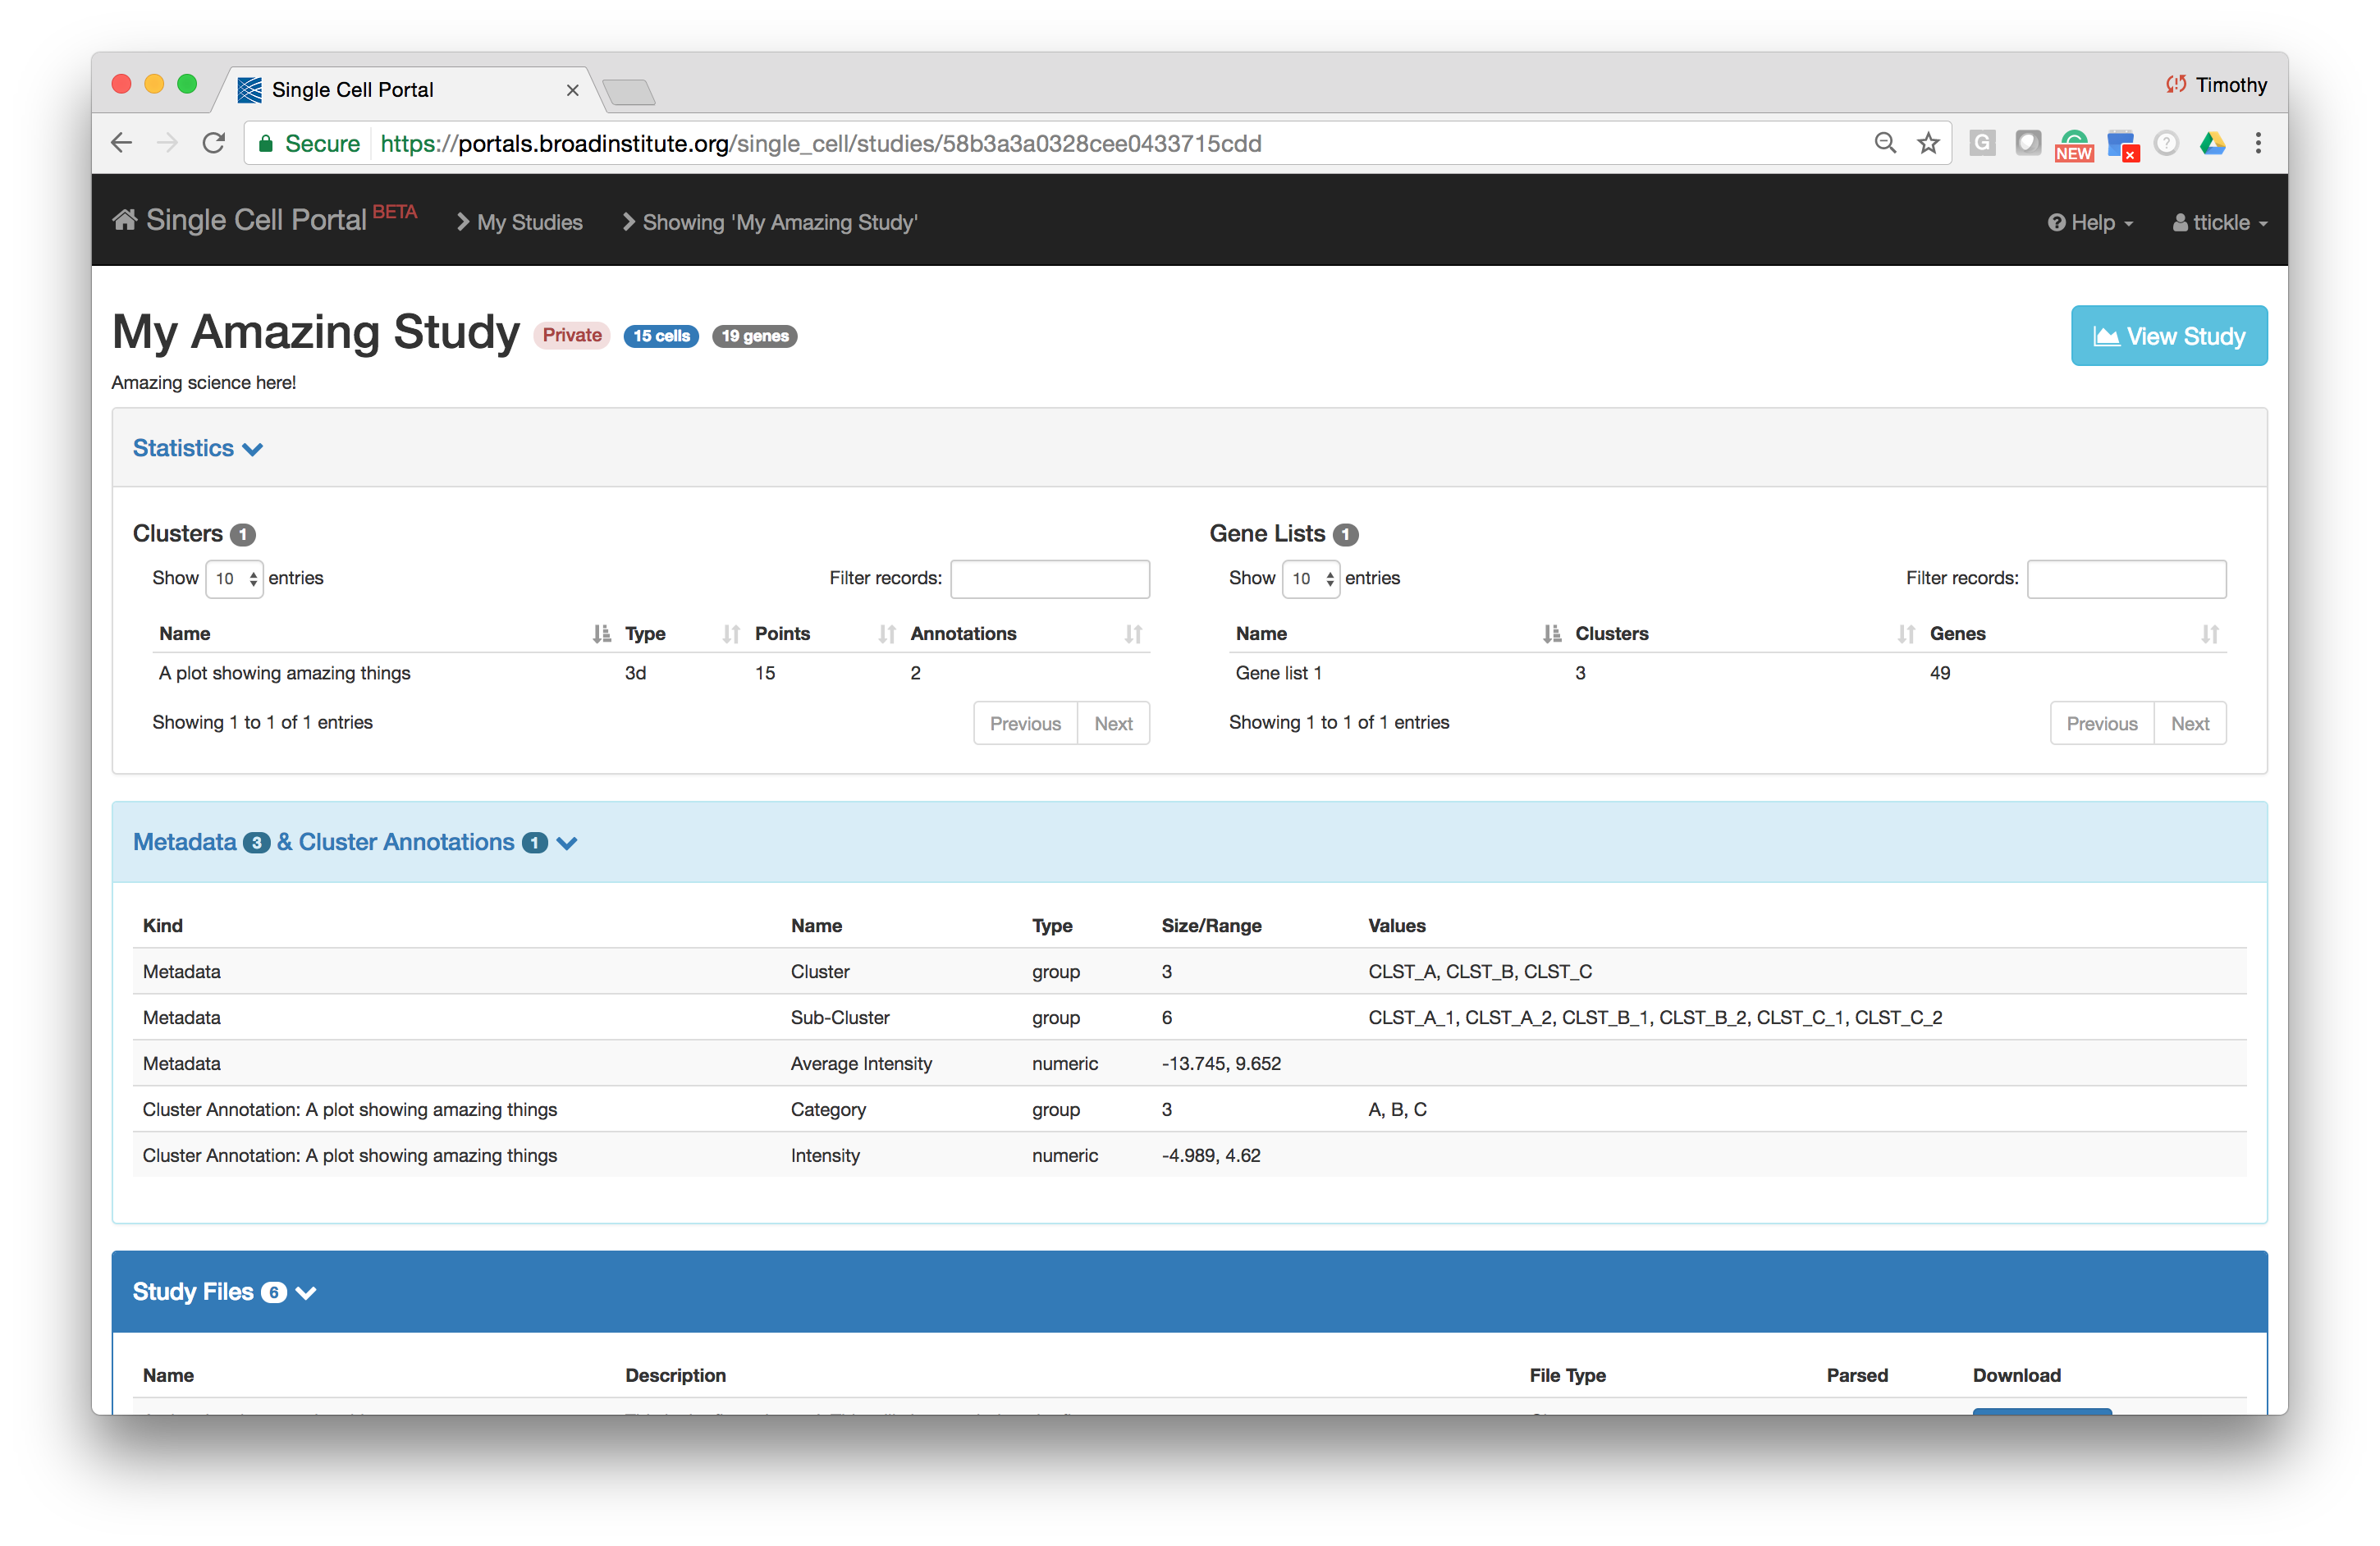 Single Cell Portal
Timothy
Secure https://portals.broadinstitute.org/single_cell/studies/58b3a3a0328cee0433715cdd
G NEW x ?
Single Cell Portal BETA My Studies Showing 'My Amazing Study' Help ttickle
My Amazing Study Private 15 cells 19 genes View Study
Amazing science here!
Statistics
Clusters 1
Show 10 entries Filter records:
Name Type Points Annotations
A plot showing amazing things 3d 15 2
Showing 1 to 1 of 1 entries Previous Next
Gene Lists 1
Show 10 entries Filter records:
Name Clusters Genes
Gene list 1 3 49
Showing 1 to 1 of 1 entries Previous Next
Metadata 3 & Cluster Annotations 1
Kind Name Type Size/Range Values
Metadata Cluster group 3 CLST_A, CLST_B, CLST_C
Metadata Sub-Cluster group 6 CLST_A_1, CLST_A_2, CLST_B_1, CLST_B_2, CLST_C_1, CLST_C_2
Metadata Average Intensity numeric -13.745, 9.652
Cluster Annotation: A plot showing amazing things Category group 3 A, B, C
Cluster Annotation: A plot showing amazing things Intensity numeric -4.989, 4.62
Study Files 6
Name Description File Type Parsed Download